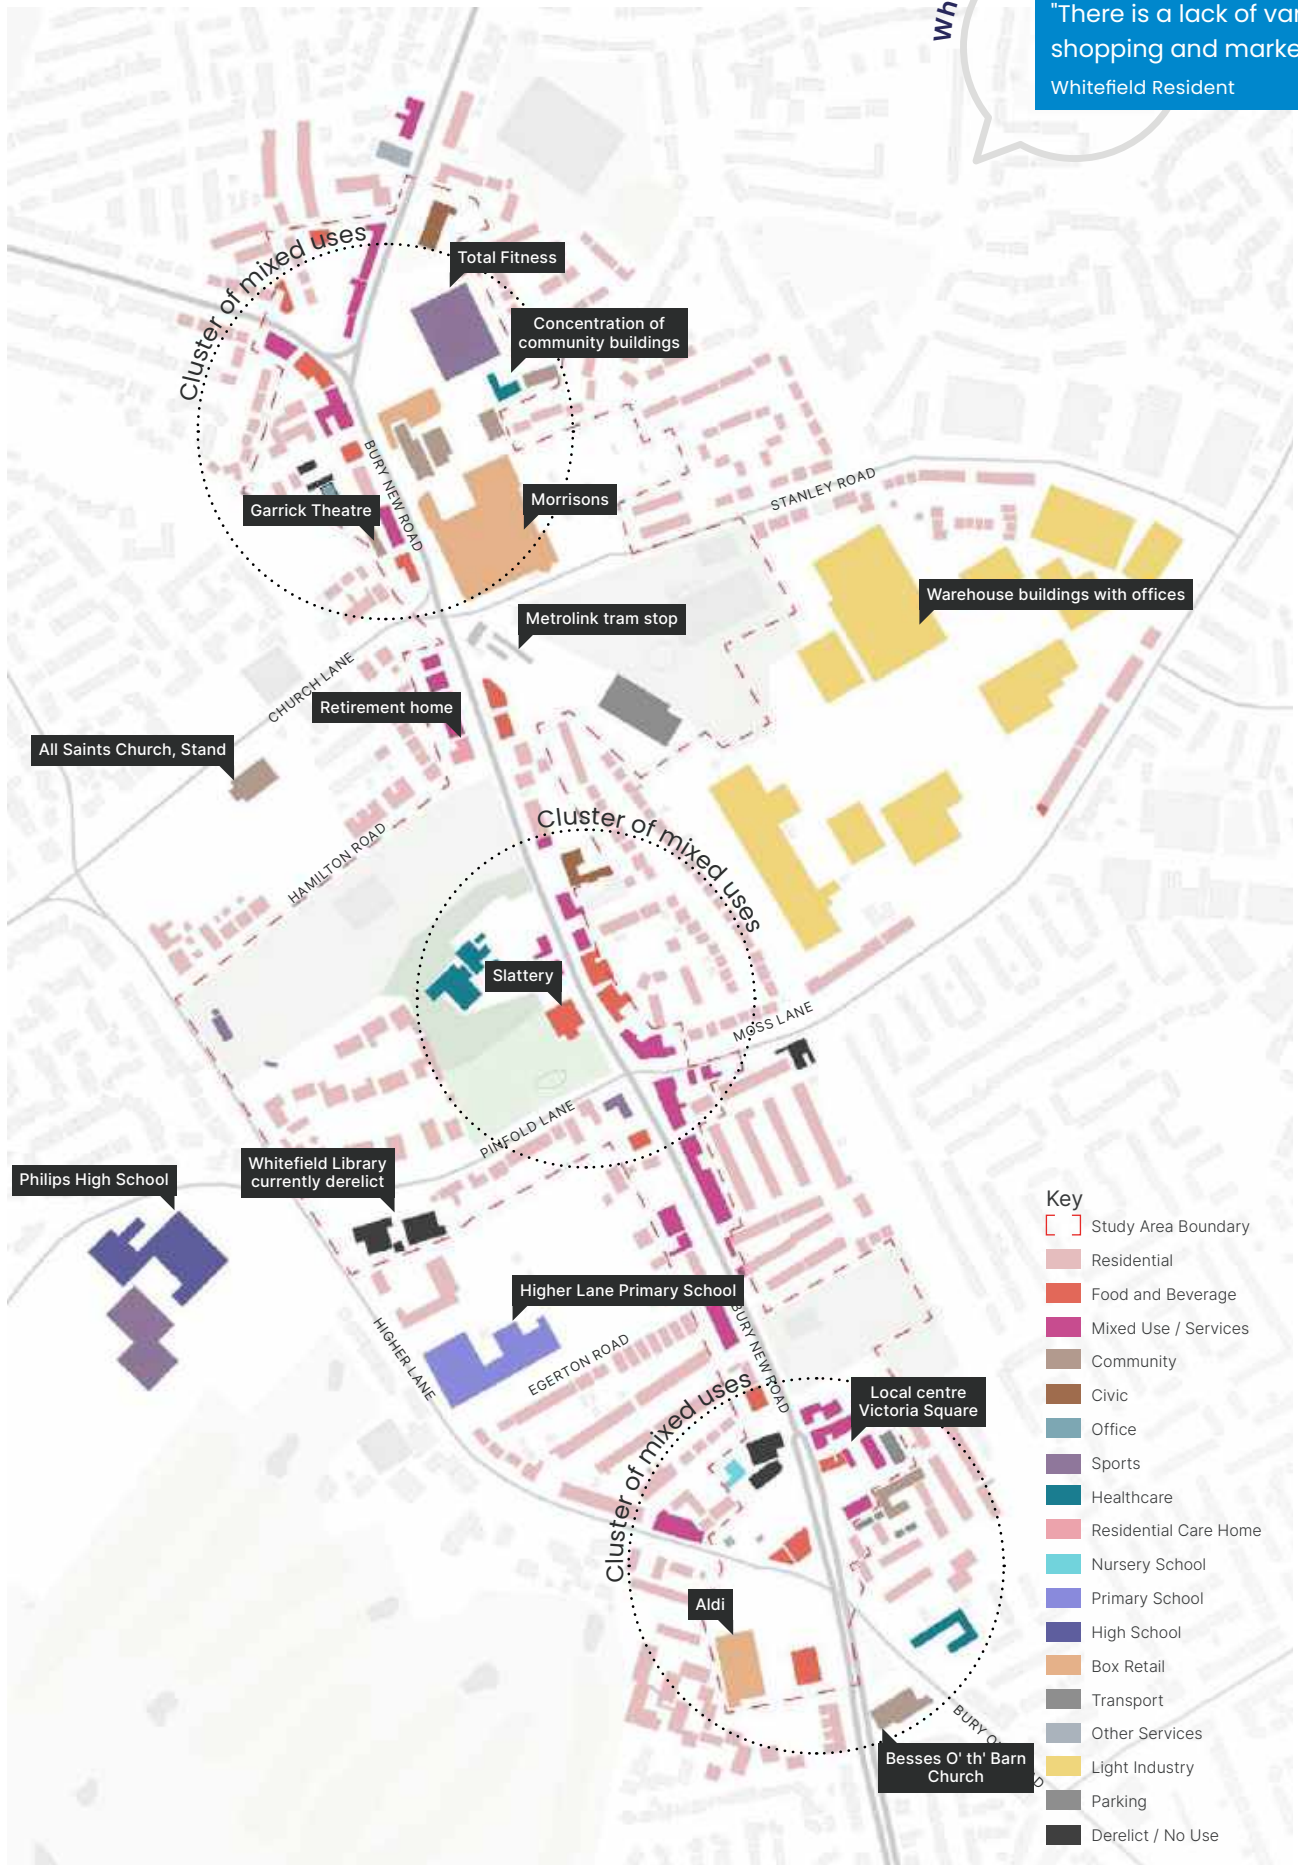 Wh
"There is a lack of var
shopping and marke
Whitefield Resident
Cluster of mixed uses
Total Fitness
Concentration of
community buildings
BURY NEW ROAD
Garrick Theatre
Morrisons
STANLEY ROAD
Warehouse buildings with offices
Metrolink tram stop
CHURCH LANE
Retirement home
All Saints Church, Stand
HAMILTON ROAD
Cluster of mixed uses
Slattery
MOSS LANE
PINFOLD LANE
Whitefield Library
currently derelict
Philips High School
Higher Lane Primary School
HIGHER LANE
EGERTON ROAD
BURY NEW ROAD
Cluster of mixed uses
Local centre
Victoria Square
Aldi
BURY O
D
Besses O' th' Barn
Church
Key
Study Area Boundary
Residential
Food and Beverage
Mixed Use / Services
Community
Civic
Office
Sports
Healthcare
Residential Care Home
Nursery School
Primary School
High School
Box Retail
Transport
Other Services
Light Industry
Parking
Derelict / No Use